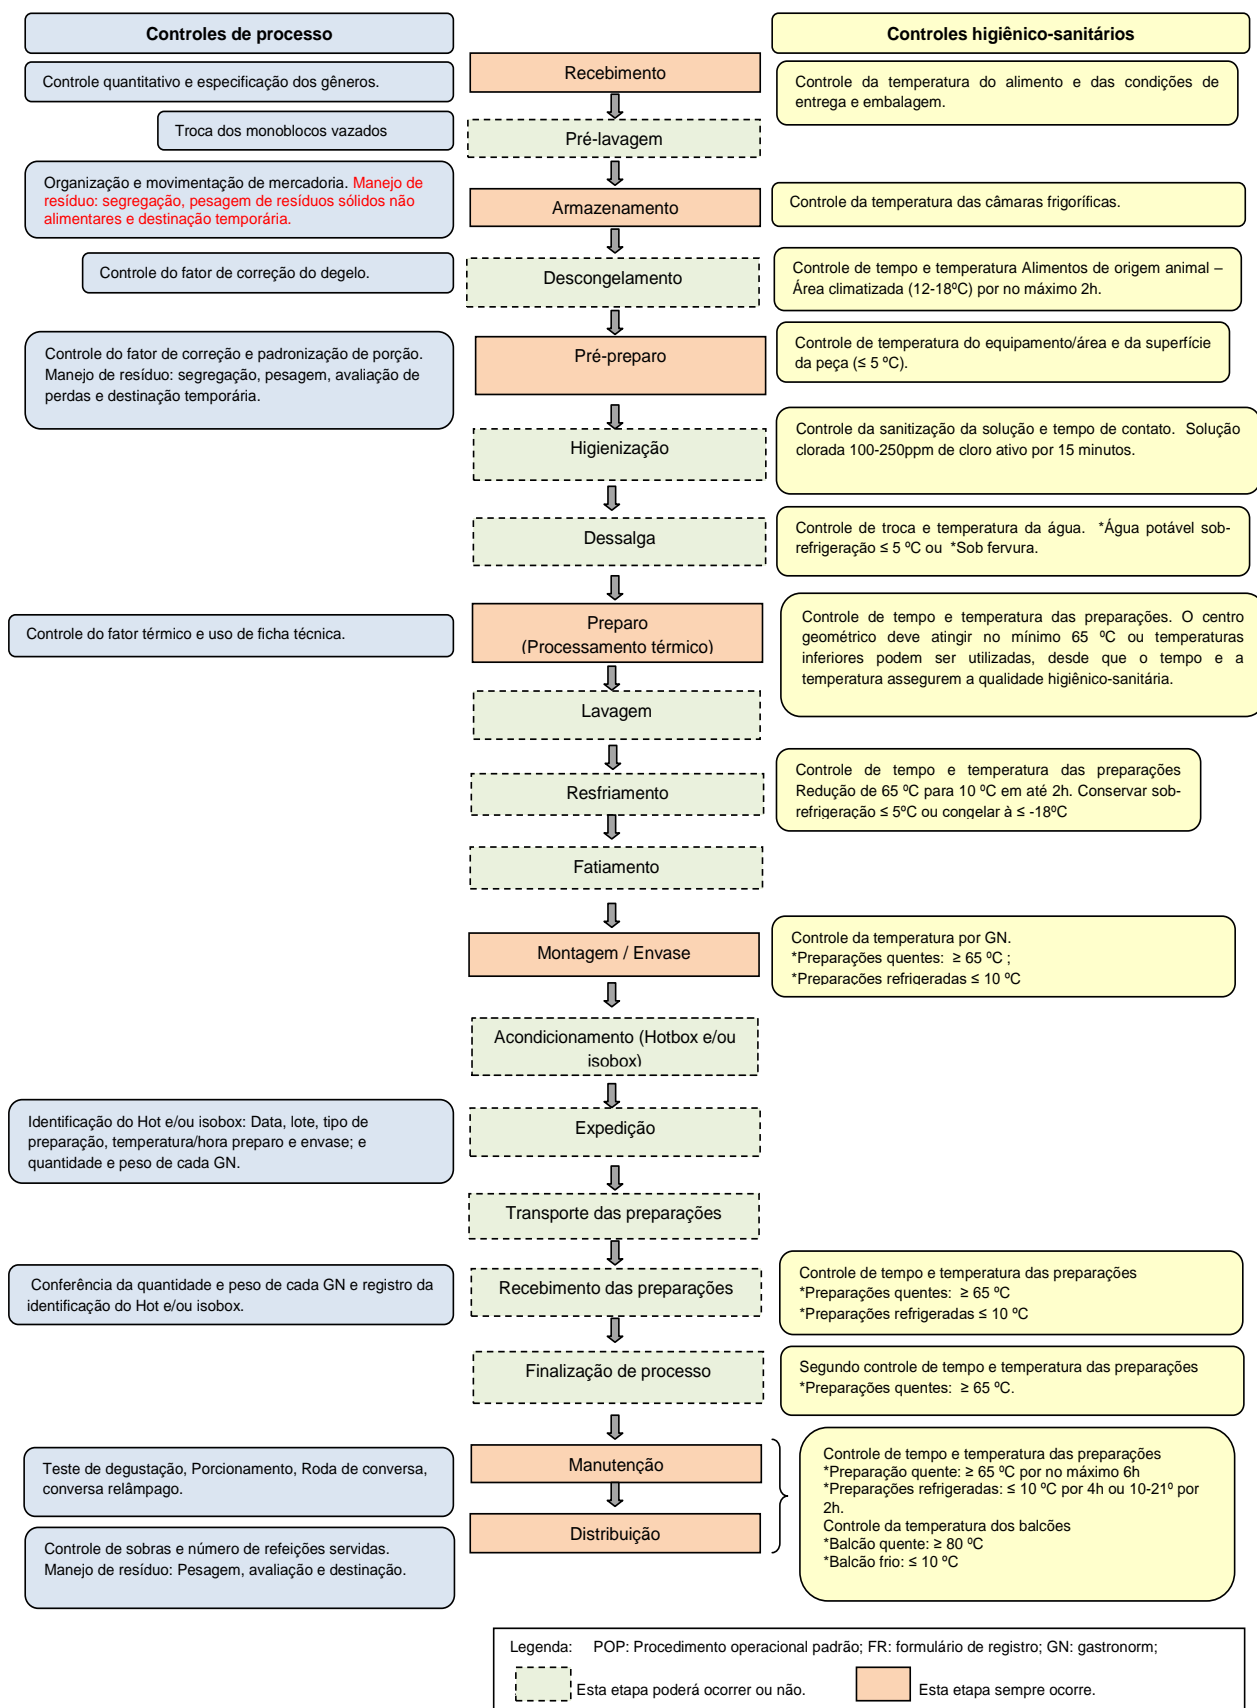 Controles de processo
Controles higiênico-sanitários
Controle quantitativo e especificação dos gêneros.
Recebimento
Controle da temperatura do alimento e das condições de
entrega e embalagem.
Troca dos monoblocos vazados
Pré-lavagem
Organização e movimentação de mercadoria. Manejo de
resíduo: segregação, pesagem de resíduos sólidos não
alimentares e destinação temporária.
Armazenamento
Controle da temperatura das câmaras frigoríficas.
Controle do fator de correção do degelo.
Descongelamento
Controle de tempo e temperatura Alimentos de origem animal –
Área climatizada (12-18ºC) por no máximo 2h.
Controle do fator de correção e padronização de porção.
Manejo de resíduo: segregação, pesagem, avaliação de
perdas e destinação temporária.
Pré-preparo
Controle de temperatura do equipamento/área e da superfície
da peça (≤ 5 ºC).
Higienização
Controle da sanitização da solução e tempo de contato. Solução
clorada 100-250ppm de cloro ativo por 15 minutos.
Dessalga
Controle de troca e temperatura da água. *Água potável sob-
refrigeração ≤ 5 ºC ou *Sob fervura.
Controle do fator térmico e uso de ficha técnica.
Preparo
(Processamento térmico)
Controle de tempo e temperatura das preparações. O centro
geométrico deve atingir no mínimo 65 ºC ou temperaturas
inferiores podem ser utilizadas, desde que o tempo e a
temperatura assegurem a qualidade higiênico-sanitária.
Lavagem
Resfriamento
Controle de tempo e temperatura das preparações
Redução de 65 ºC para 10 ºC em até 2h. Conservar sob-
refrigeração ≤ 5ºC ou congelar à ≤ -18ºC
Fatiamento
Montagem / Envase
Controle da temperatura por GN.
*Preparações quentes: ≥ 65 ºC ;
*Preparações refrigeradas ≤ 10 ºC
Acondicionamento (Hotbox e/ou
isobox)
Identificação do Hot e/ou isobox: Data, lote, tipo de
preparação, temperatura/hora preparo e envase; e
quantidade e peso de cada GN.
Expedição
Transporte das preparações
Conferência da quantidade e peso de cada GN e registro da
identificação do Hot e/ou isobox.
Recebimento das preparações
Controle de tempo e temperatura das preparações
*Preparações quentes: ≥ 65 ºC
*Preparações refrigeradas ≤ 10 ºC
Finalização de processo
Segundo controle de tempo e temperatura das preparações
*Preparações quentes: ≥ 65 ºC.
Teste de degustação, Porcionamento, Roda de conversa,
conversa relâmpago.
Manutenção
Controle de tempo e temperatura das preparações
*Preparação quente: ≥ 65 ºC por no máximo 6h
*Preparações refrigeradas: ≤ 10 ºC por 4h ou 10-21º por
2h.
Controle da temperatura dos balcões
*Balcão quente: ≥ 80 ºC
*Balcão frio: ≤ 10 ºC
Distribuição
Controle de sobras e número de refeições servidas.
Manejo de resíduo: Pesagem, avaliação e destinação.
Legenda: POP: Procedimento operacional padrão; FR: formulário de registro; GN: gastronorm;
Esta etapa poderá ocorrer ou não.
Esta etapa sempre ocorre.